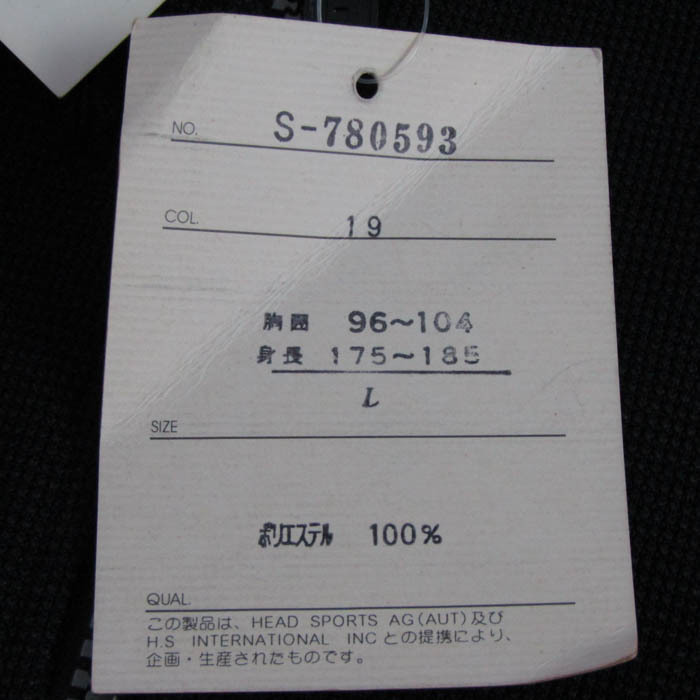 NO. S-780593
COL. 19
胸囲 96～104
身長 175～185
L
SIZE
ポリエステル 100%
QUAL.
この製品は、HEAD SPORTS AG(AUT)及び
H.S INTERNATIONAL INCとの提携により、
企画・生産されたものです。